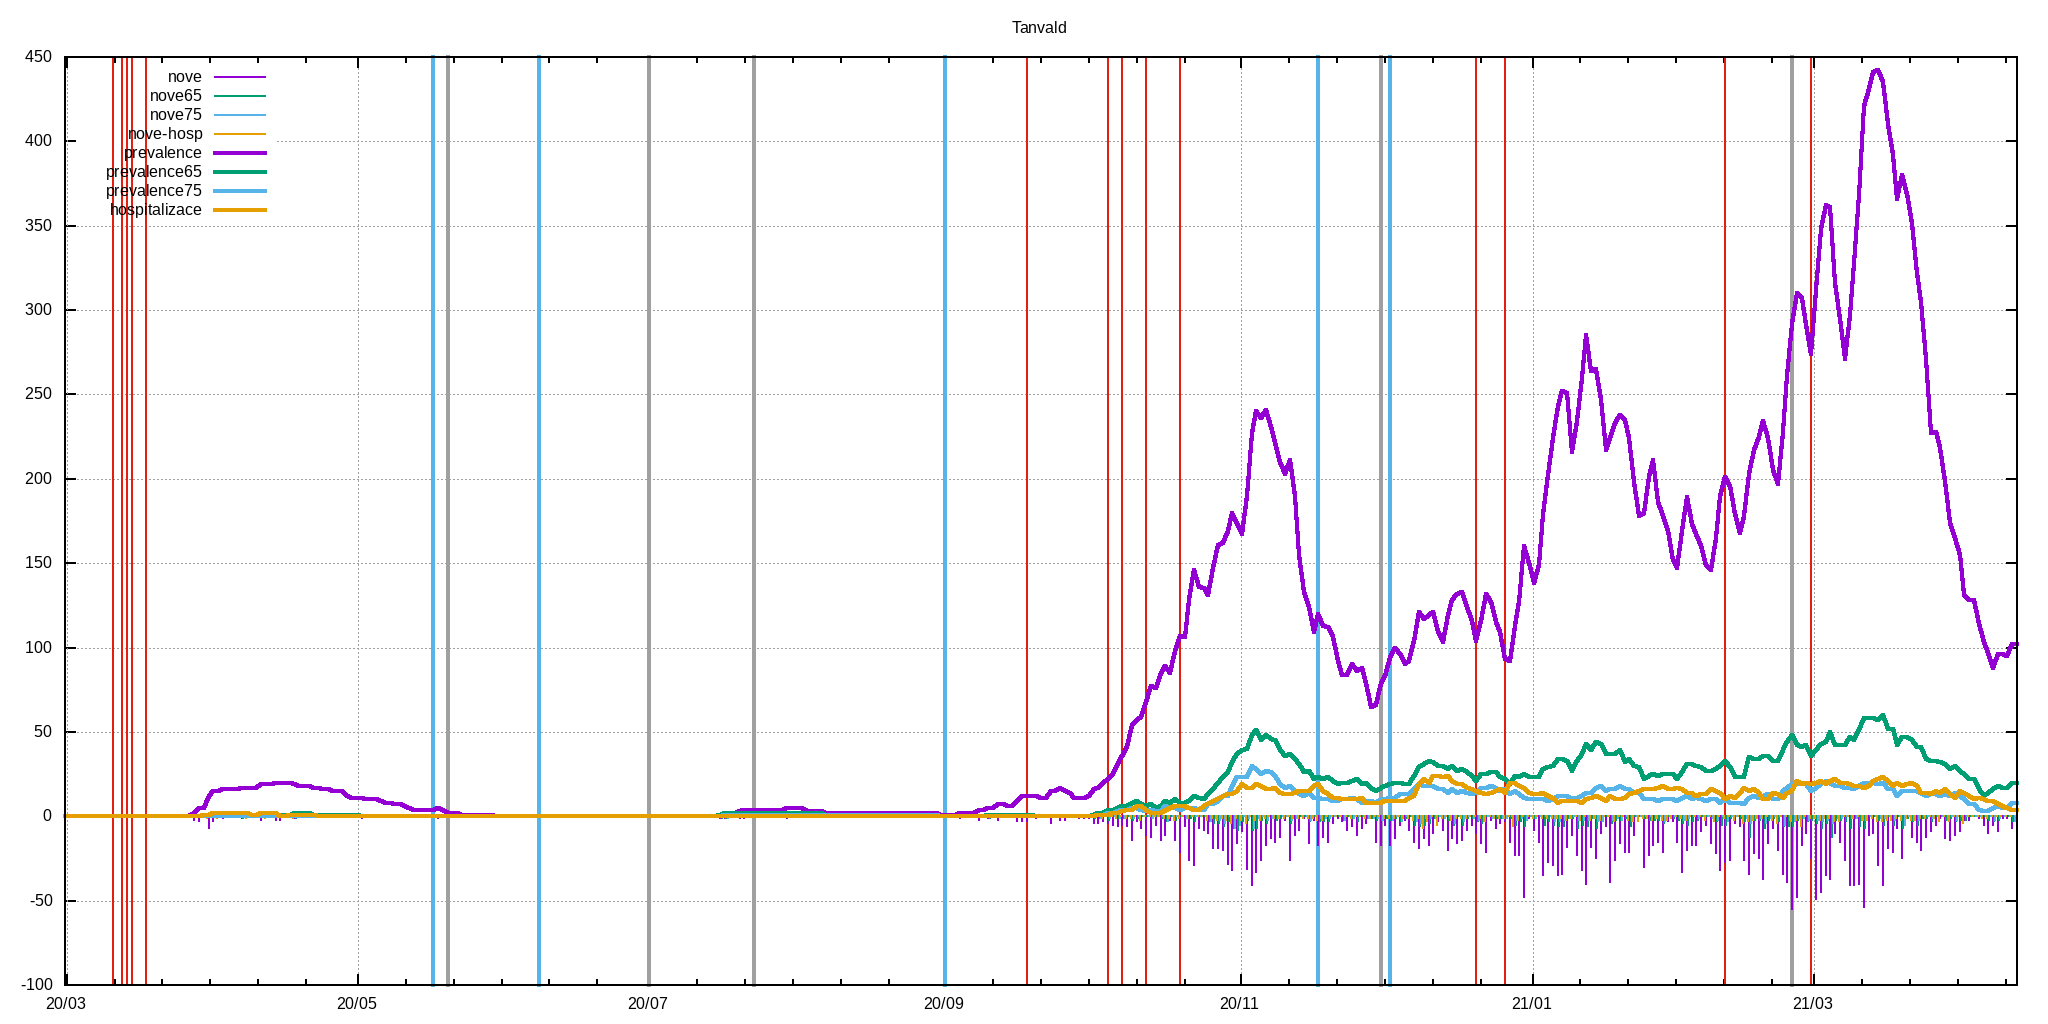 Tanvald
450
400
350
300
250
200
150
100
50
0
-50
-100
nove
nove65
nove75
nove-hosp
prevalence
prevalence65
prevalence75
hospitalizace
20/03 20/05 20/07 20/09 20/11 21/01 21/03